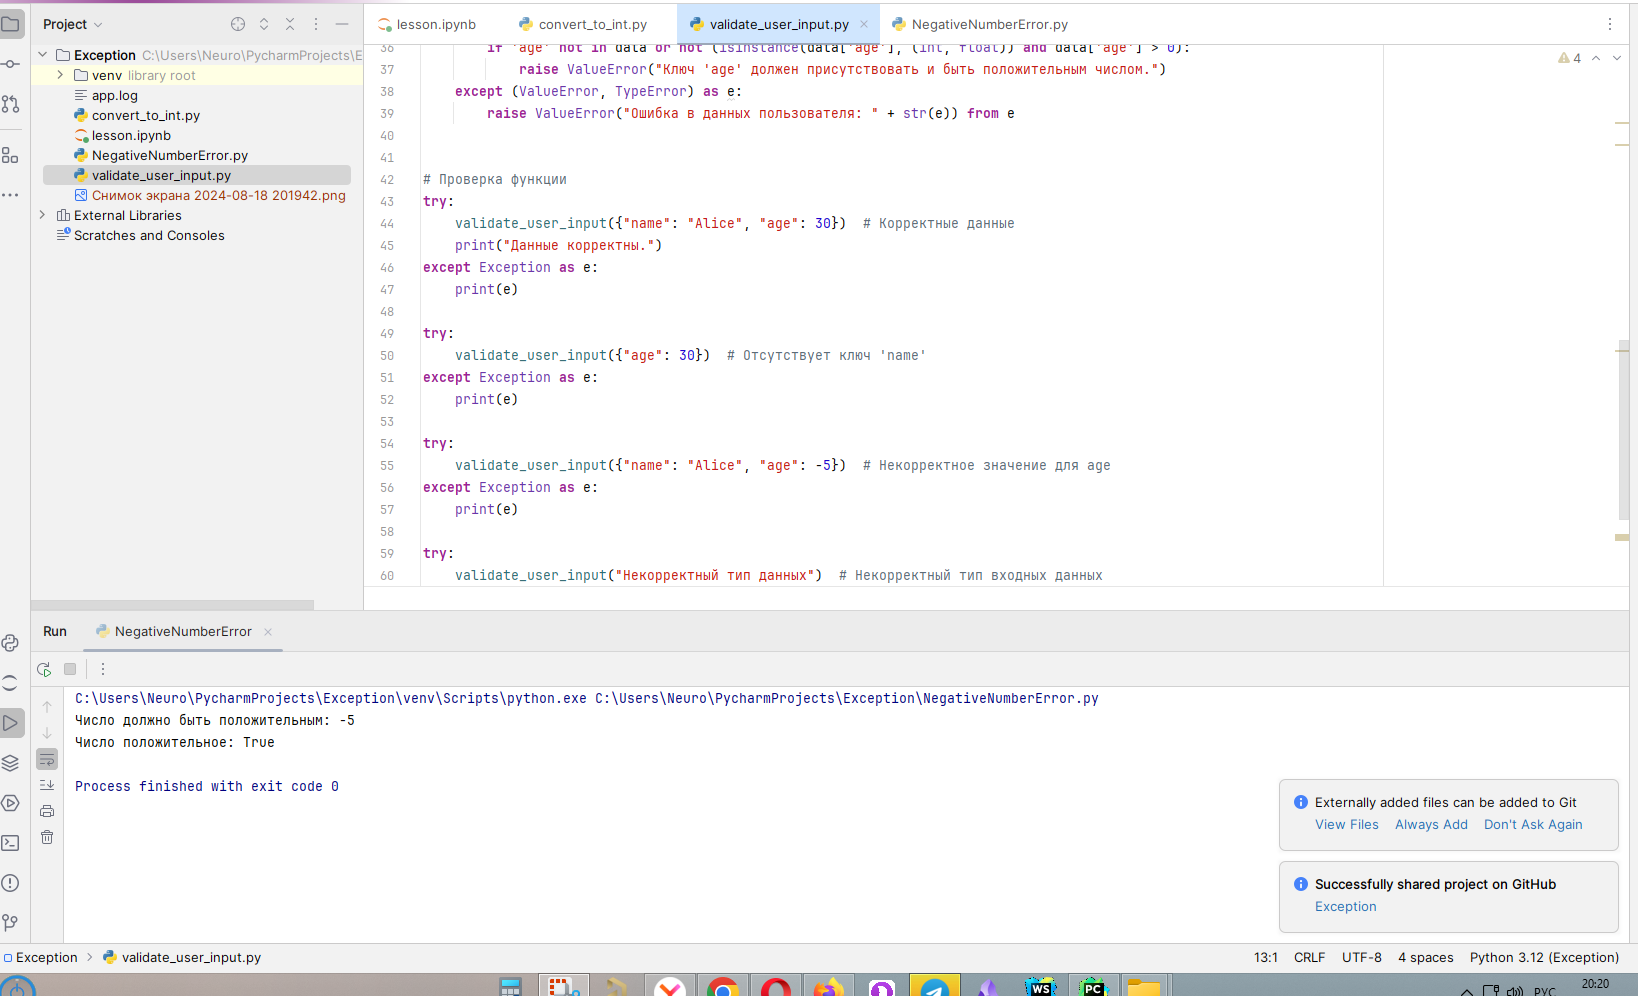 Project
Exception C:\Users\Neuro\PycharmProjects\E
venv library root
app.log
convert_to_int.py
lesson.ipynb
NegativeNumberError.py
validate_user_input.py
Снимок экрана 2024-08-18 201942.png
External Libraries
Scratches and Consoles
lesson.ipynb convert_to_int.py validate_user_input.py NegativeNumberError.py
4
36 if 'age' not in data or not (isinstance(data['age'], (int, float)) and data['age'] > 0):
37 raise ValueError("Ключ 'age' должен присутствовать и быть положительным числом.")
38 except (ValueError, TypeError) as e:
39 raise ValueError("Ошибка в данных пользователя: " + str(e)) from e
40
41
42 # Проверка функции
43 try:
44 validate_user_input({"name": "Alice", "age": 30}) # Корректные данные
45 print("Данные корректны.")
46 except Exception as e:
47 print(e)
48
49 try:
50 validate_user_input({"age": 30}) # Отсутствует ключ 'name'
51 except Exception as e:
52 print(e)
53
54 try:
55 validate_user_input({"name": "Alice", "age": -5}) # Некорректное значение для age
56 except Exception as e:
57 print(e)
58
59 try:
60 validate_user_input("Некорректный тип данных") # Некорректный тип входных данных
Run NegativeNumberError
C:\Users\Neuro\PycharmProjects\Exception\venv\Scripts\python.exe C:\Users\Neuro\PycharmProjects\Exception\NegativeNumberError.py
Число должно быть положительным: -5
Число положительное: True
Process finished with exit code 0
Externally added files can be added to Git
View Files Always Add Don't Ask Again
Successfully shared project on GitHub
Exception
Exception validate_user_input.py 13:1 CRLF UTF-8 4 spaces Python 3.12 (Exception)
WS PC РУС 20:20